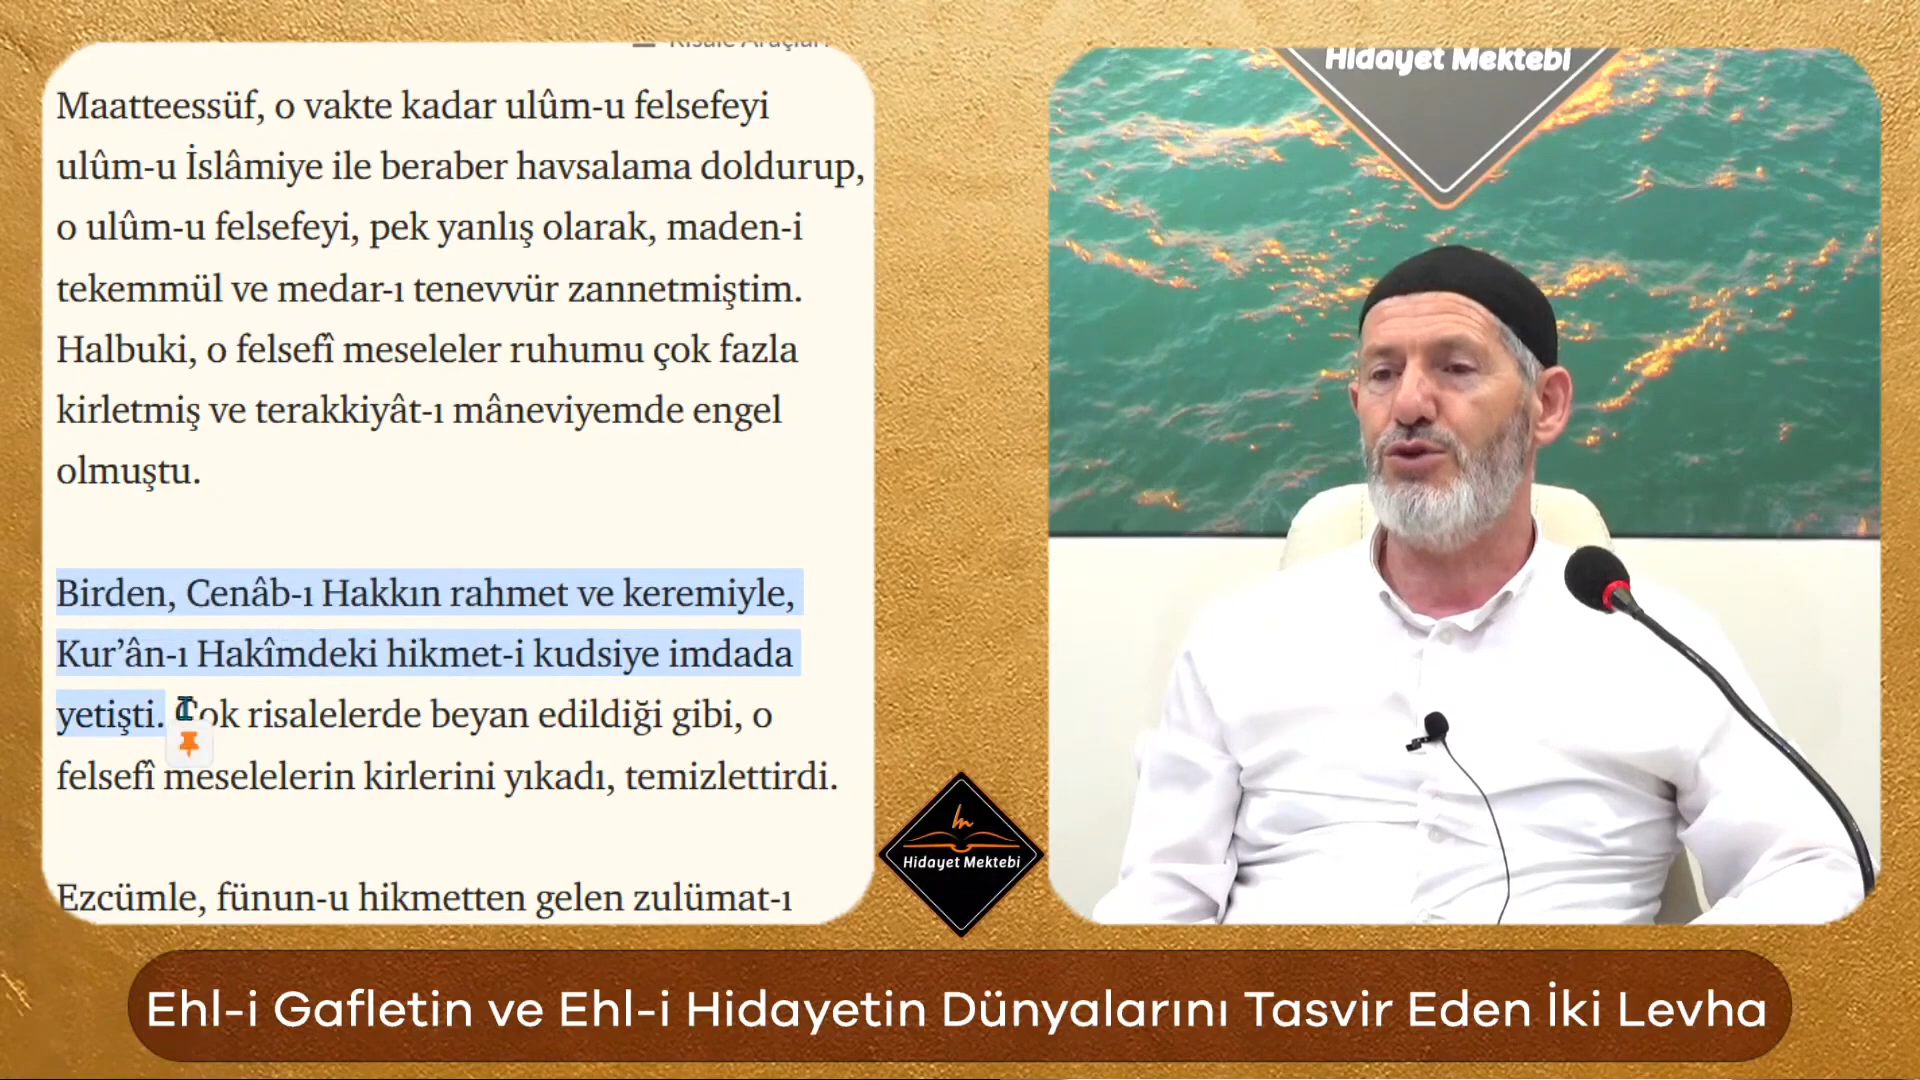 Risale Araçları
Maatteessüf, o vakte kadar ulûm-u felsefeyi
ulûm-u İslâmiye ile beraber havsalama doldurup,
o ulûm-u felsefeyi, pek yanlış olarak, maden-i
tekemmül ve medar-ı tenevvür zannetmiştim.
Halbuki, o felsefî meseleler ruhumu çok fazla
kirletmiş ve terakkiyât-ı mâneviyemde engel
olmuştu.
Birden, Cenâb-ı Hakkın rahmet ve keremiyle,
Kur’ân-ı Hakîmdeki hikmet-i kudsiye imdada
yetişti. Çok risalelerde beyan edildiği gibi, o
felsefî meselelerin kirlerini yıkadı, temizlettirdi.
Ezcümle, fünun-u hikmetten gelen zulümat-ı
Hidayet Mektebi
Hidayet Mektebi
Ehl-i Gafletin ve Ehl-i Hidayetin Dünyalarını Tasvir Eden İki Levha